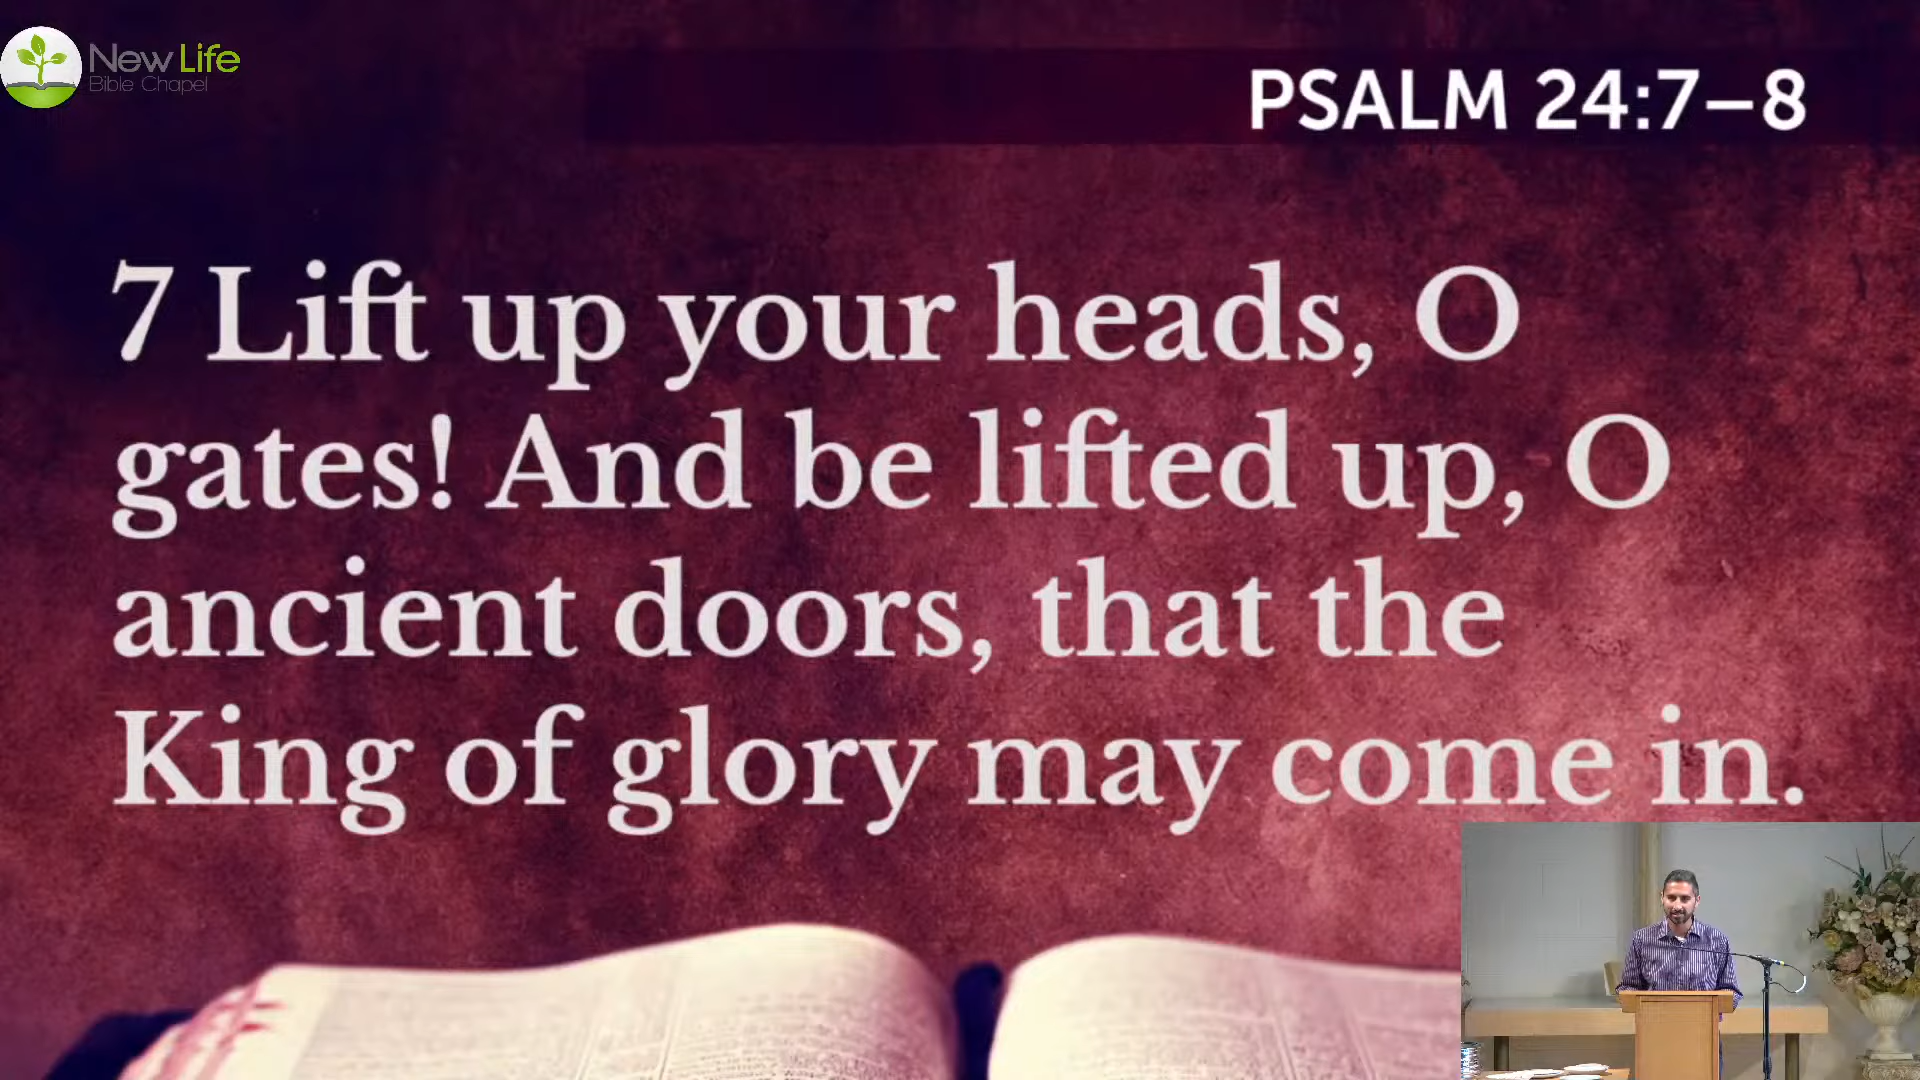 New Life
Bible Chapel
PSALM 24:7–8
7 Lift up your heads, O
gates! And be lifted up, O
ancient doors, that the
King of glory may come in.